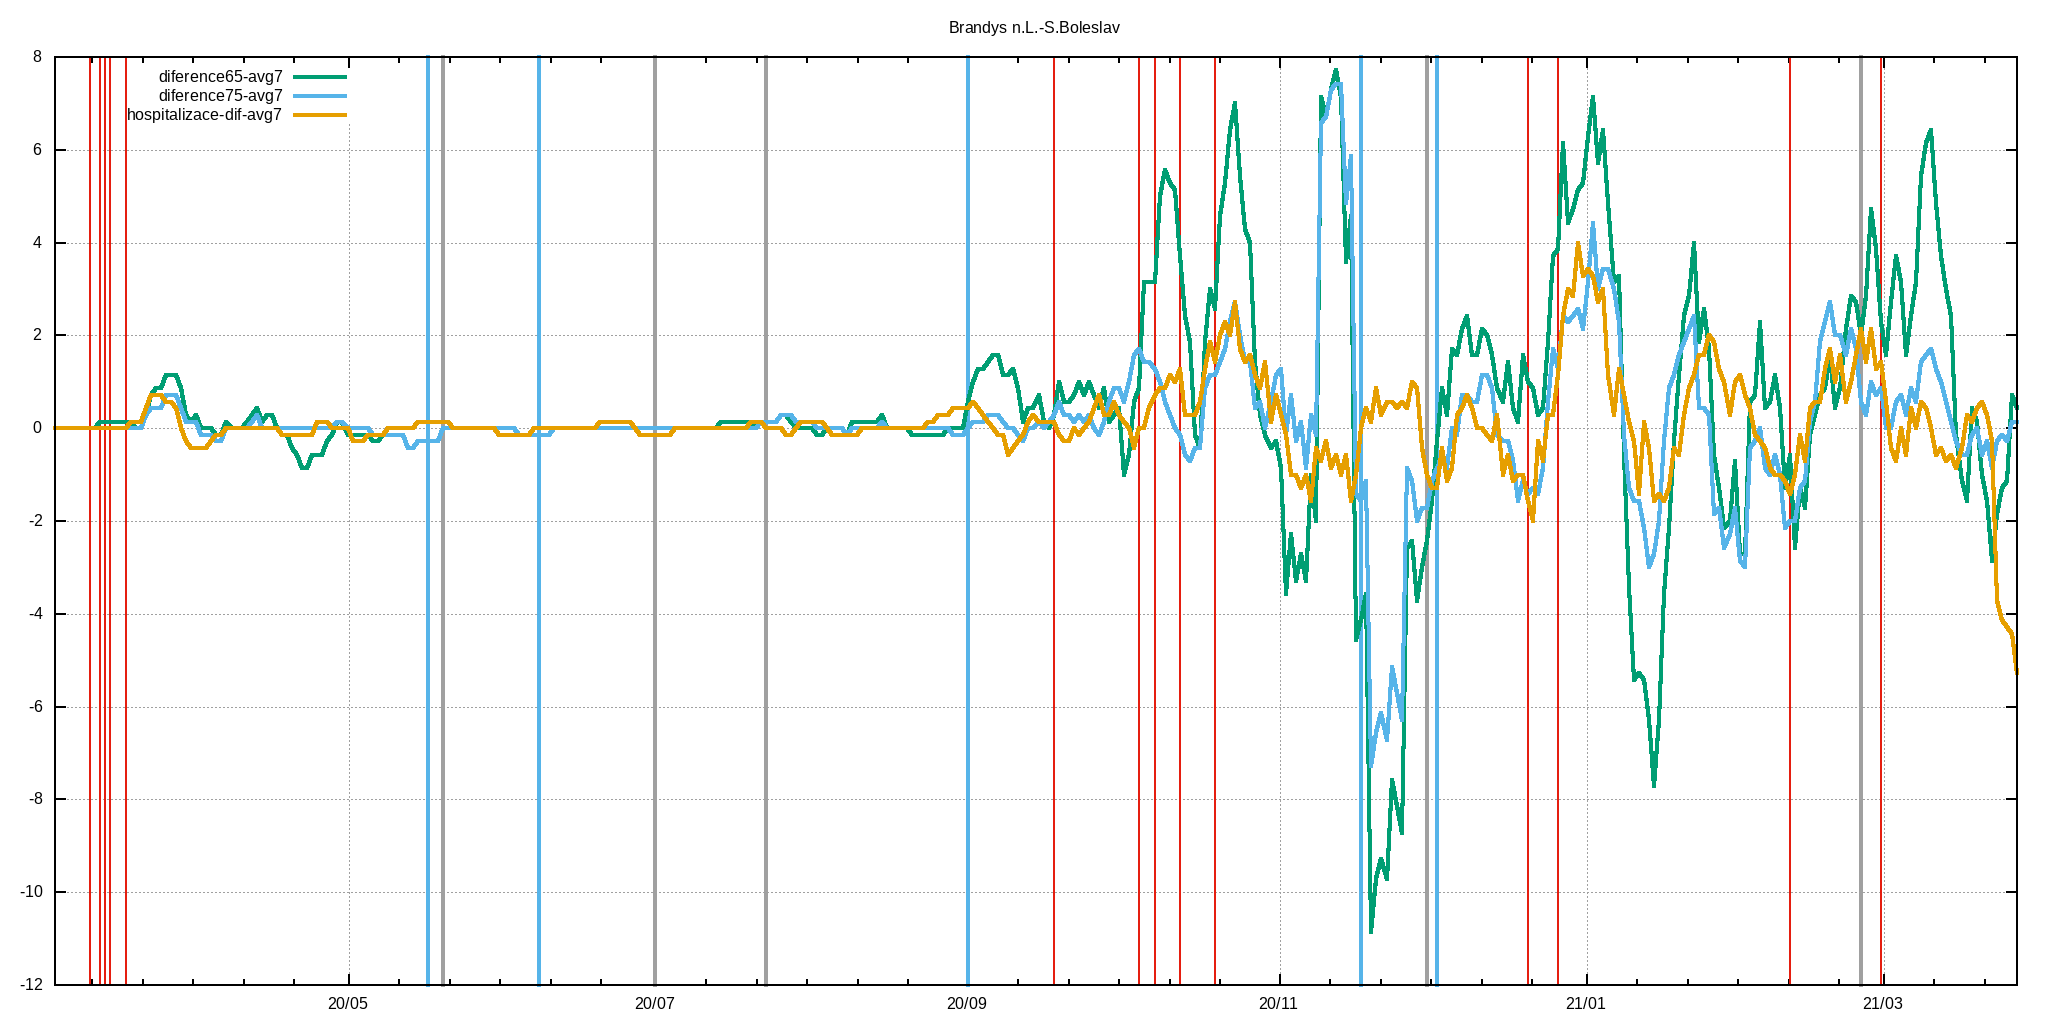 Brandys n.L.-S.Boleslav
diference65-avg7
diference75-avg7
hospitalizace-dif-avg7
8
6
4
2
0
-2
-4
-6
-8
-10
-12
20/05 20/07 20/09 20/11 21/01 21/03